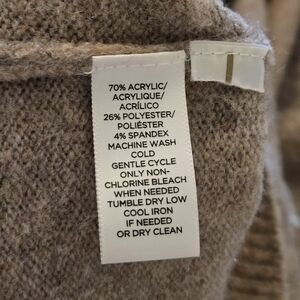 70% ACRYLIC/
ACRYLIQUE/
ACRÍLICO
26% POLYESTER/
POLIÉSTER
4% SPANDEX
MACHINE WASH
COLD
GENTLE CYCLE
ONLY NON-
CHLORINE BLEACH
WHEN NEEDED
TUMBLE DRY LOW
COOL IRON
IF NEEDED
OR DRY CLEAN